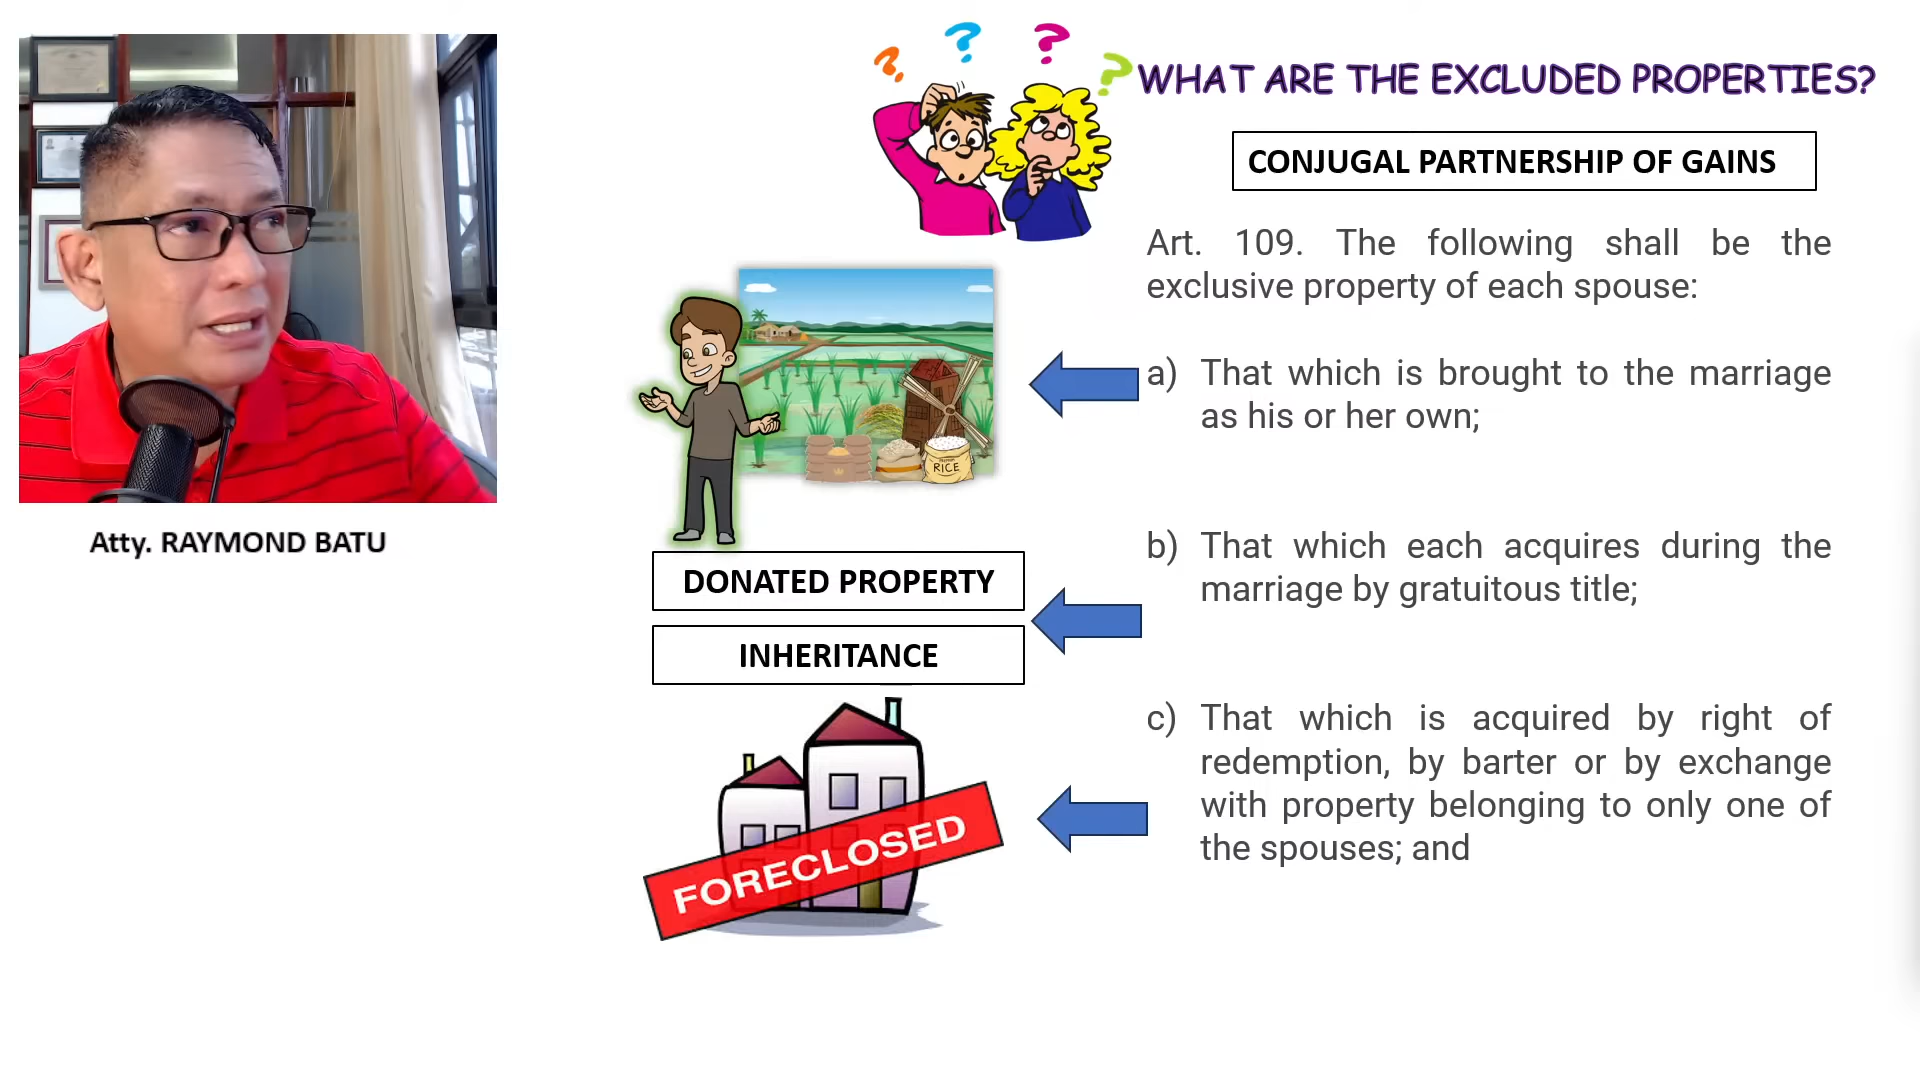 WHAT ARE THE EXCLUDED PROPERTIES?
CONJUGAL PARTNERSHIP OF GAINS
Art. 109. The following shall be the
exclusive property of each spouse:
a) That which is brought to the marriage
as his or her own;
RICE
Atty. RAYMOND BATU
b) That which each acquires during the
marriage by gratuitous title;
DONATED PROPERTY
INHERITANCE
c) That which is acquired by right of
redemption, by barter or by exchange
with property belonging to only one of
the spouses; and
FORECLOSED